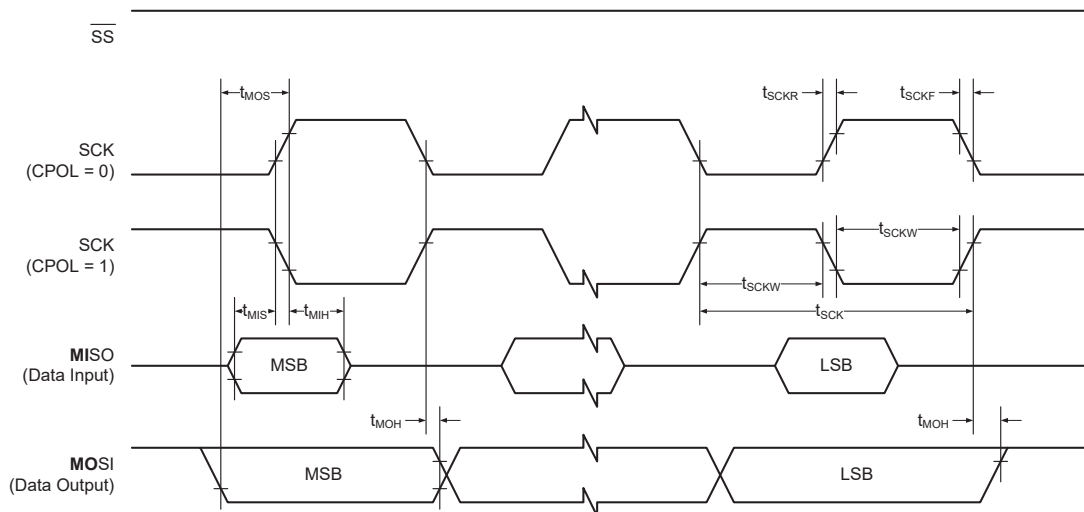 SS
tMOS
tSCKR
tSCKF
SCK
(CPOL = 0)
SCK
(CPOL = 1)
tSCKW
tSCKW
tMIS
tMIH
tSCK
MISO
(Data Input)
MSB
LSB
tMOH
tMOH
MOSI
(Data Output)
MSB
LSB